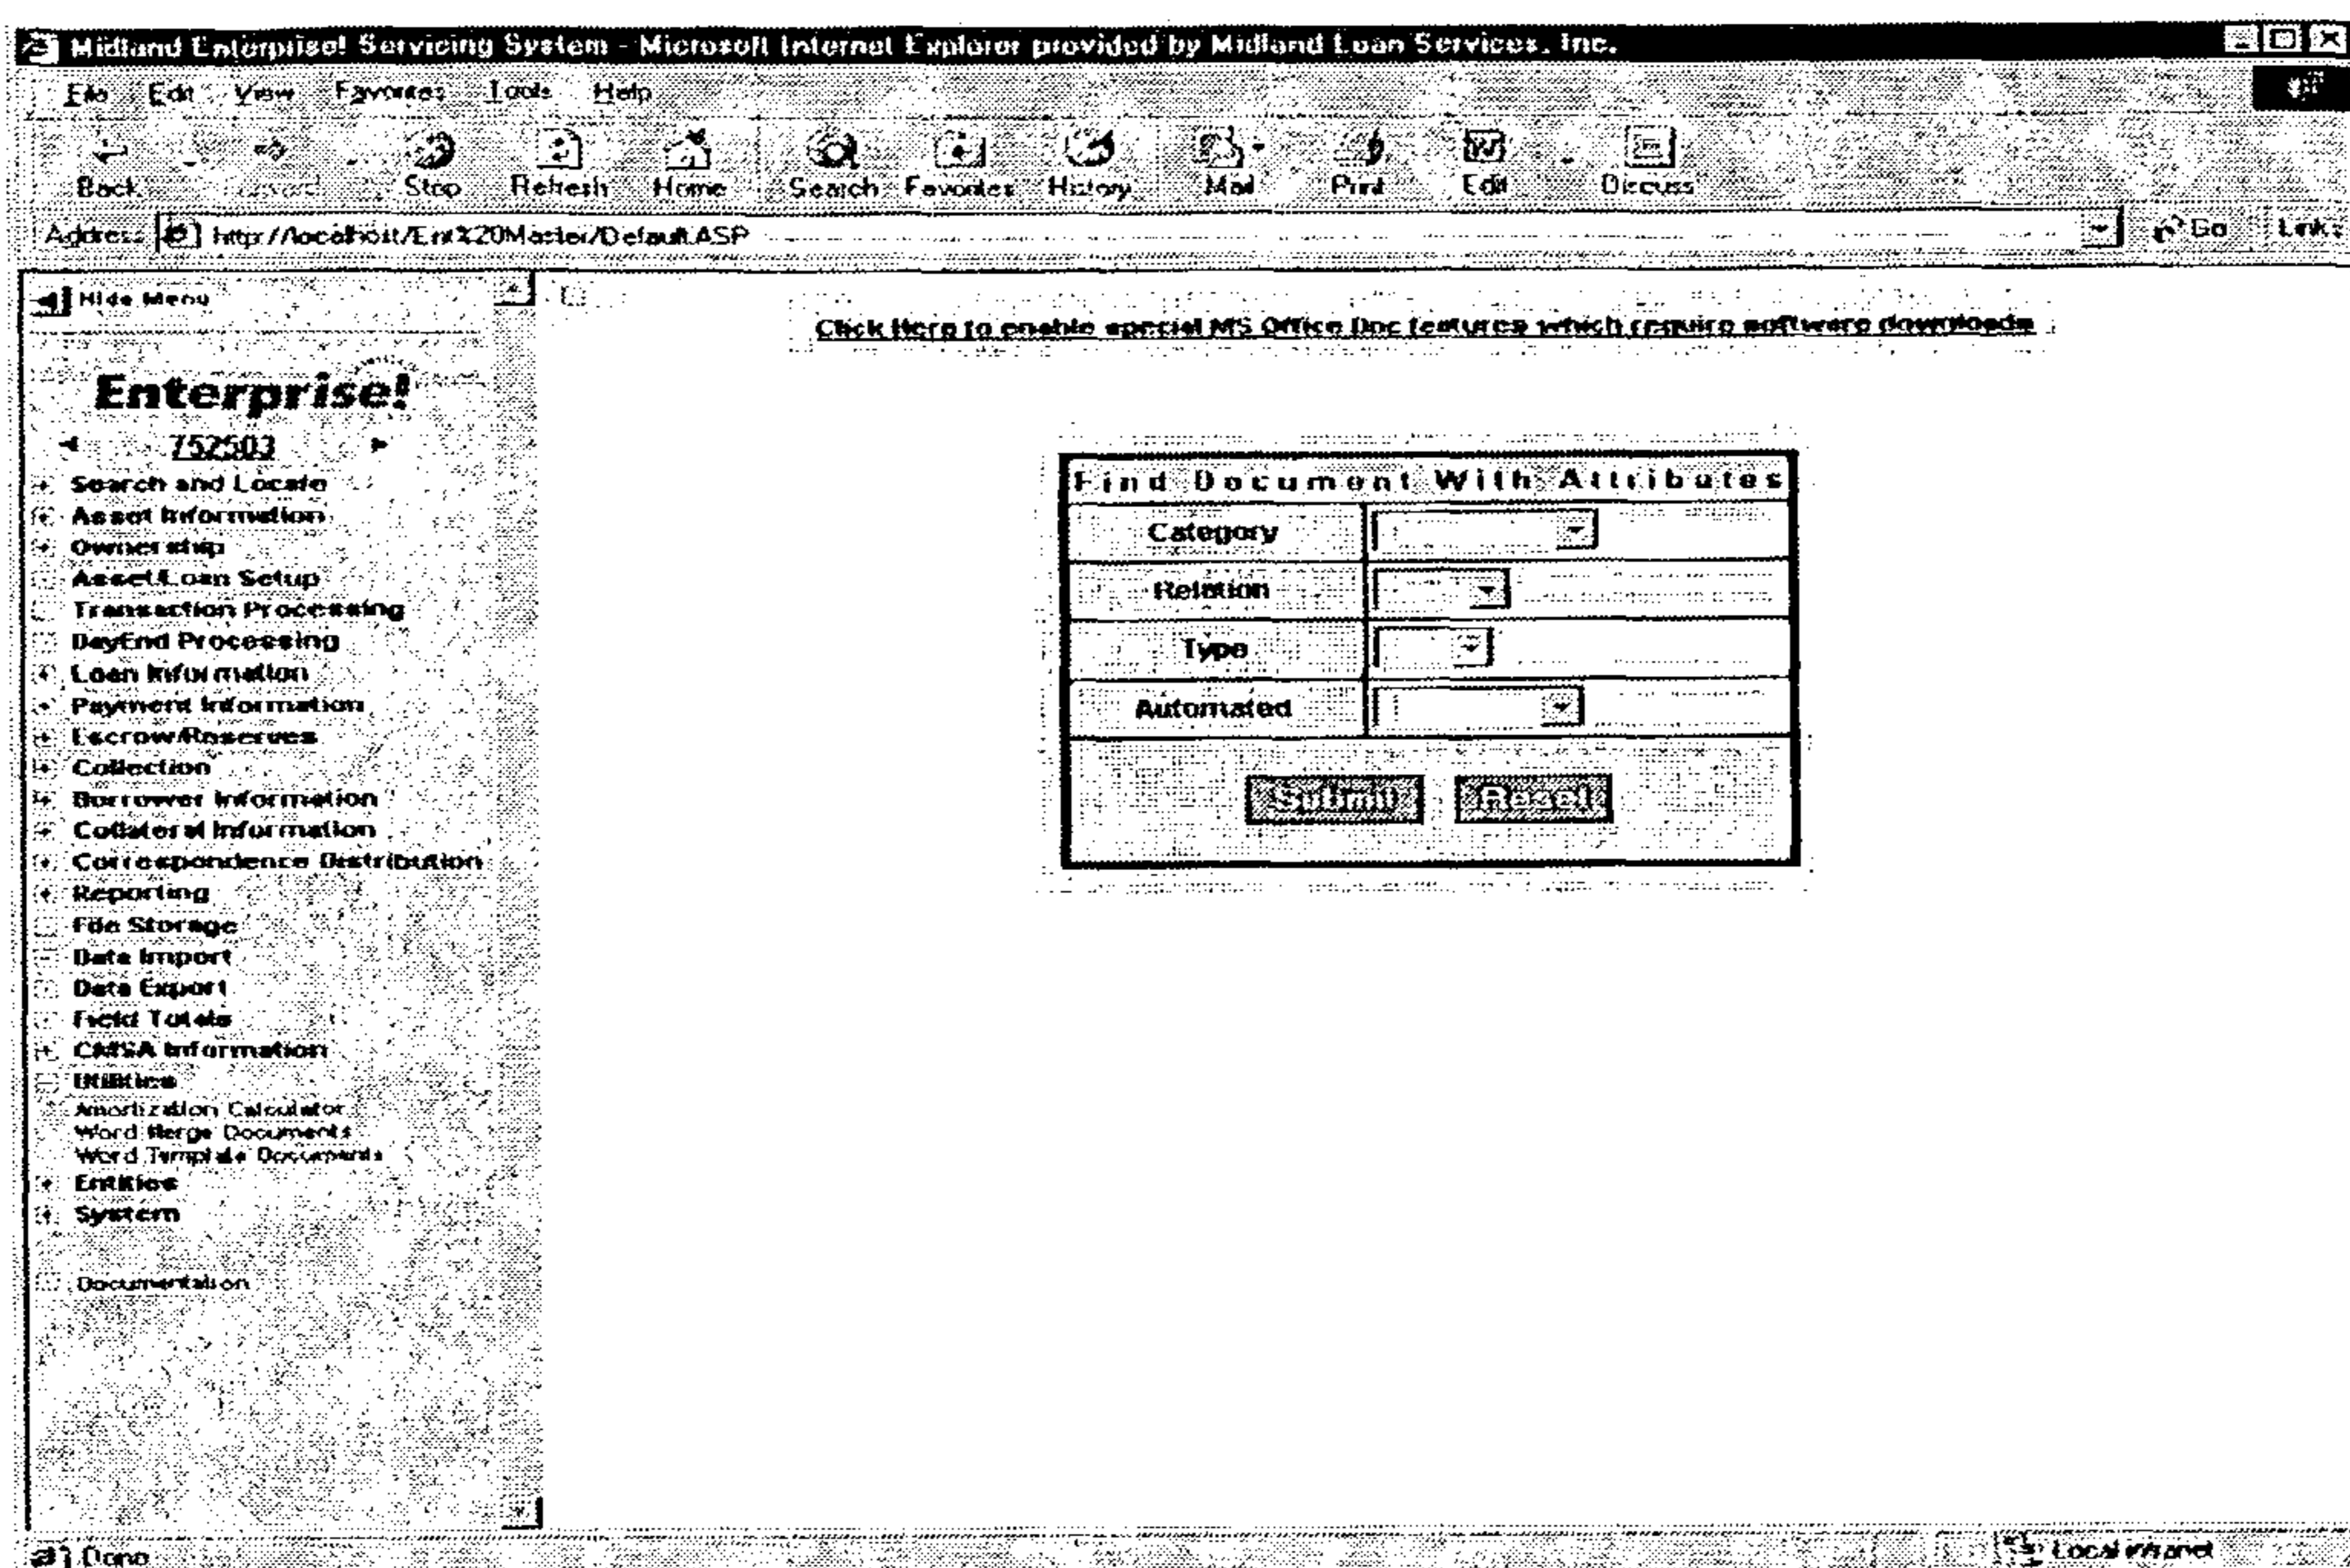 Midland Enterprise! Servicing System - Microsoft Internet Explorer provided by Midland Loan Services, Inc.
File Edit View Favorites Tools Help
Back Forward Stop Refresh Home Search Favorites History Mail Print Edit Discuss
Address http://localhost/Ent%20Master/Default.ASP Go Links
Hide Menu
Click Here to enable special MS Office Doc features which require software downloads
Enterprise!
752503
Search and Locate
Asset Information
Ownership
Asset/Loan Setup
Transaction Processing
DayEnd Processing
Loan Information
Payment Information
Escrow/Reserves
Collection
Borrower Information
Collateral Information
Correspondence Distribution
Reporting
File Storage
Data Import
Data Export
Field Totals
CMSA Information
Utilities
Amortization Calculator
Word Merge Documents
Word Template Documents
Entities
System
Documentation
Find Document With Attributes
Category
Relation
Type
Automated
Submit Reset
Done Local intranet